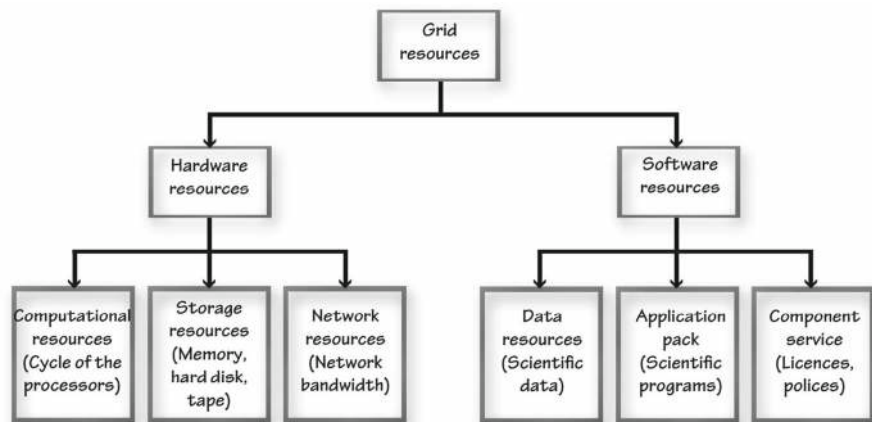 Grid
resources
Hardware
resources
Software
resources
Computational
resources
(Cycle of the
processors)
Storage
resources
(Memory,
hard disk,
tape)
Network
resources
(Network
bandwidth)
Data
resources
(Scientific
data)
Application
pack
(Scientific
programs)
Component
service
(Licences,
polices)